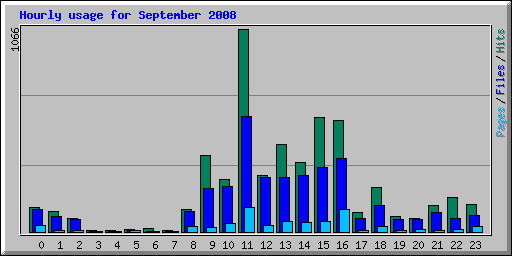 Hourly usage for September 2008
1066
Pages / Files / Hits
0 1 2 3 4 5 6 7 8 9 10 11 12 13 14 15 16 17 18 19 20 21 22 23